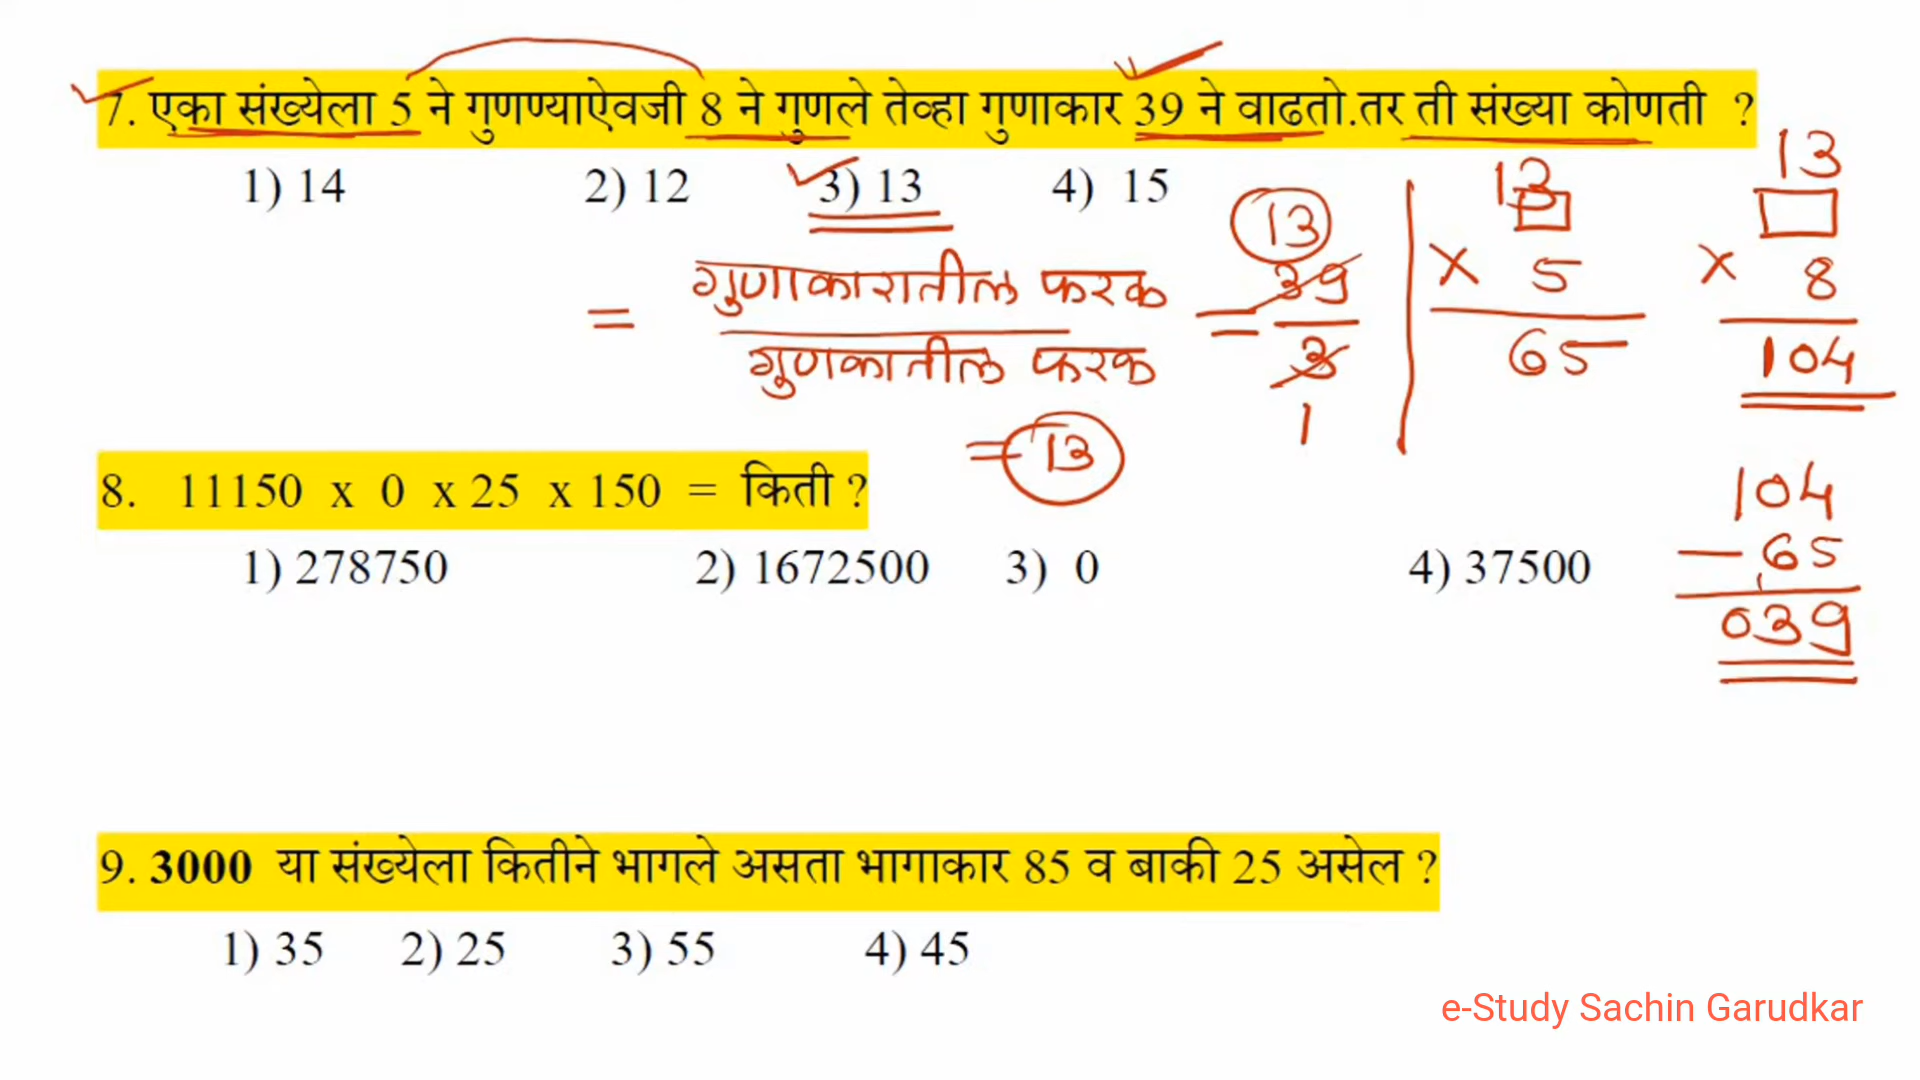 7. एका संख्येला 5 ने गुणण्याऐवजी 8 ने गुणले तेव्हा गुणाकार 39 ने वाढतो.तर ती संख्या कोणती ?
1) 14 2) 12 3) 13 4) 15
= गुणाकारातील फरक
गुणकातील फरक
= 39
3
13
1
= 13
13
x 5
65
13
x 8
104
104
- 65
039
8. 11150 x 0 x 25 x 150 = किती ?
1) 278750 2) 1672500 3) 0 4) 37500
9. 3000 या संख्येला कितीने भागले असता भागाकार 85 व बाकी 25 असेल ?
1) 35 2) 25 3) 55 4) 45
e-Study Sachin Garudkar